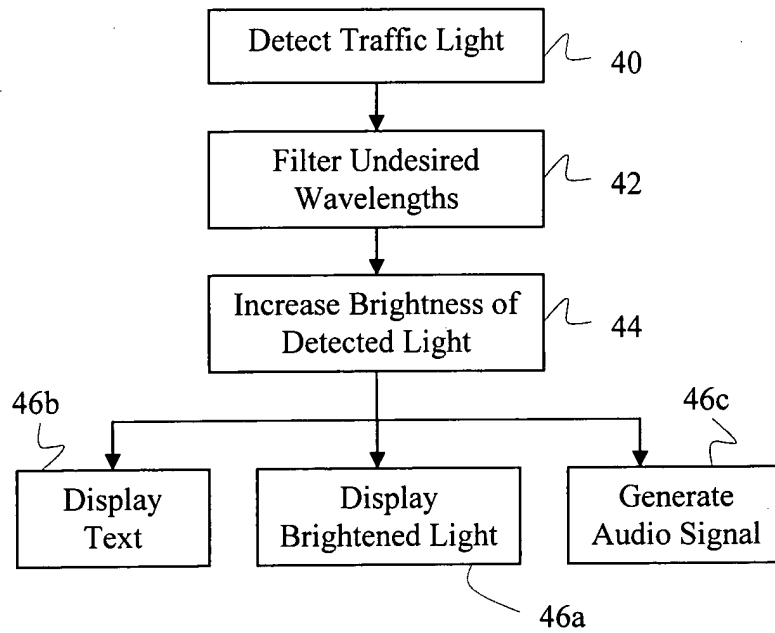 Detect Traffic Light
40
Filter Undesired
Wavelengths
42
Increase Brightness of
Detected Light
44
46b
46c
Display
Text
Display
Brightened Light
Generate
Audio Signal
46a